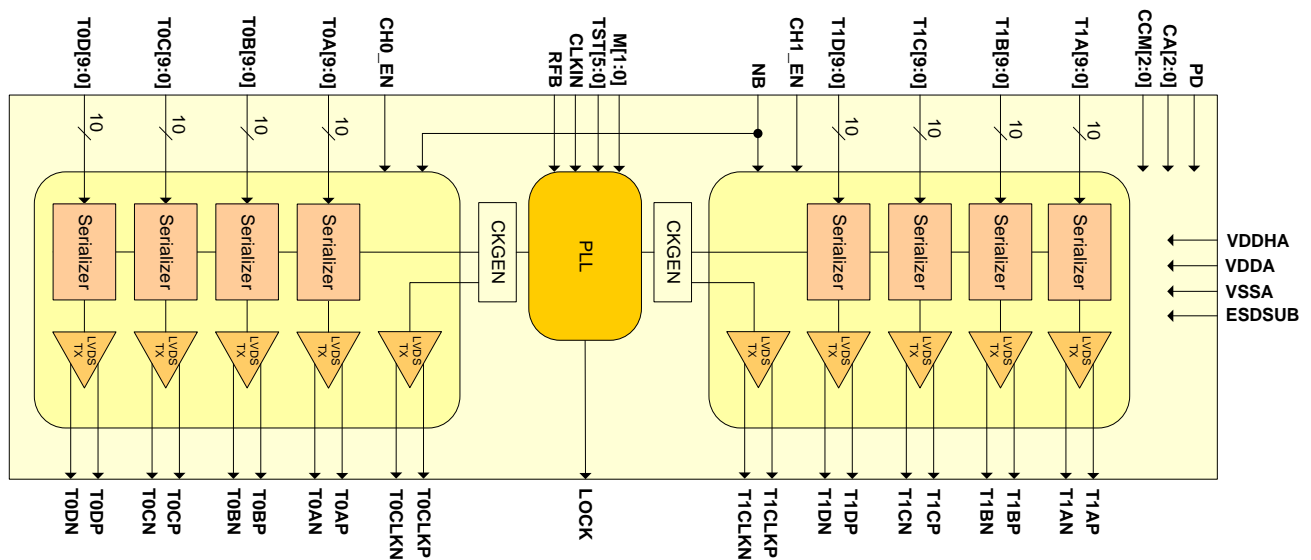 T0D[9:0]
T0C[9:0]
T0B[9:0]
T0A[9:0]
CH0_EN
RFB
CLKIN
TST[5:0]
M[1:0]
NB
CH1_EN
T1D[9:0]
T1C[9:0]
T1B[9:0]
T1A[9:0]
CCM[2:0]
CA[2:0]
PD
10
10
10
10
10
10
10
10
Serializer
Serializer
Serializer
Serializer
CKGEN
PLL
CKGEN
Serializer
Serializer
Serializer
Serializer
VDDHA
VDDA
VSSA
ESDSUB
LVDS
TX
LVDS
TX
LVDS
TX
LVDS
TX
LVDS
TX
LVDS
TX
LVDS
TX
LVDS
TX
LVDS
TX
LVDS
TX
T0DN
T0DP
T0CN
T0CP
T0BN
T0BP
T0AN
T0AP
T0CLKN
T0CLKP
LOCK
T1CLKN
T1CLKP
T1DN
T1DP
T1CN
T1CP
T1BN
T1BP
T1AN
T1AP